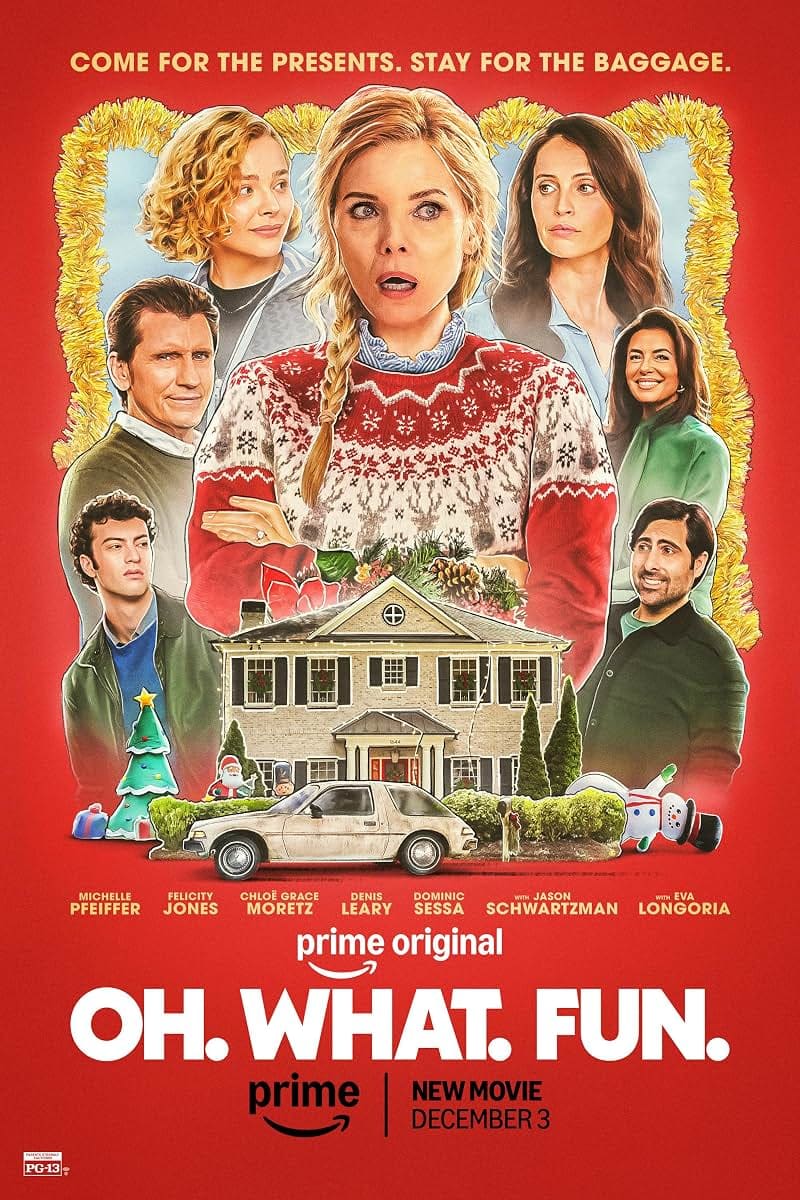 COME FOR THE PRESENTS. STAY FOR THE BAGGAGE.
1644
MICHELLE PFEIFFER
FELICITY JONES
CHLOË GRACE MORETZ
DENIS LEARY
DOMINIC SESSA
WITH JASON SCHWARTZMAN
WITH EVA LONGORIA
prime original
OH. WHAT. FUN.
prime
NEW MOVIE
DECEMBER 3
PG-13